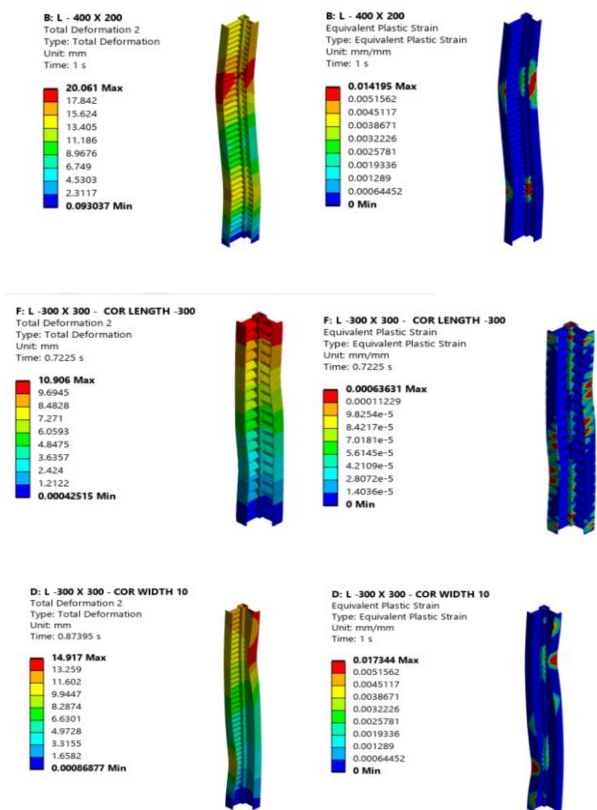 B: L - 400 X 200
Total Deformation 2
Type: Total Deformation
Unit: mm
Time: 1 s
20.061 Max
17.842
15.624
13.405
11.186
8.9676
6.749
4.5303
2.3117
0.093037 Min
B: L - 400 X 200
Equivalent Plastic Strain
Type: Equivalent Plastic Strain
Unit: mm/mm
Time: 1 s
0.014195 Max
0.0051562
0.0045117
0.0038671
0.0032226
0.0025781
0.0019336
0.001289
0.00064452
0 Min
F: L -300 X 300 - COR LENGTH -300
Total Deformation 2
Type: Total Deformation
Unit: mm
Time: 0.7225 s
10.906 Max
9.6945
8.4828
7.271
6.0593
4.8475
3.6357
2.424
1.2122
0.00042515 Min
F: L -300 X 300 - COR LENGTH -300
Equivalent Plastic Strain
Type: Equivalent Plastic Strain
Unit: mm/mm
Time: 0.7225 s
0.00063631 Max
0.00011229
9.8254e-5
8.4217e-5
7.0181e-5
5.6145e-5
4.2109e-5
2.8072e-5
1.4036e-5
0 Min
D: L -300 X 300 - COR WIDTH 10
Total Deformation 2
Type: Total Deformation
Unit: mm
Time: 0.87395 s
14.917 Max
13.259
11.602
9.9447
8.2874
6.6301
4.9728
3.3155
1.6582
0.00086877 Min
D: L -300 X 300 - COR WIDTH 10
Equivalent Plastic Strain
Type: Equivalent Plastic Strain
Unit: mm/mm
Time: 1 s
0.017344 Max
0.0051562
0.0045117
0.0038671
0.0032226
0.0025781
0.0019336
0.001289
0.00064452
0 Min